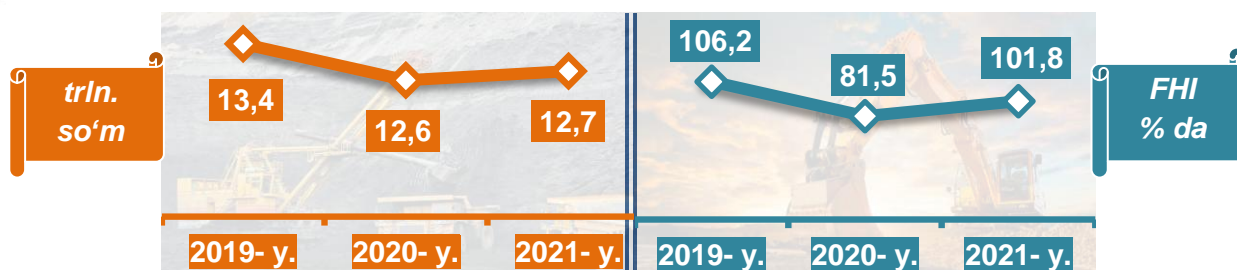 trln.
so‘m
13,4
12,6
12,7
2019- y.
2020- y.
2021- y.
106,2
81,5
101,8
2019- y.
2020- y.
2021- y.
FHI
% da